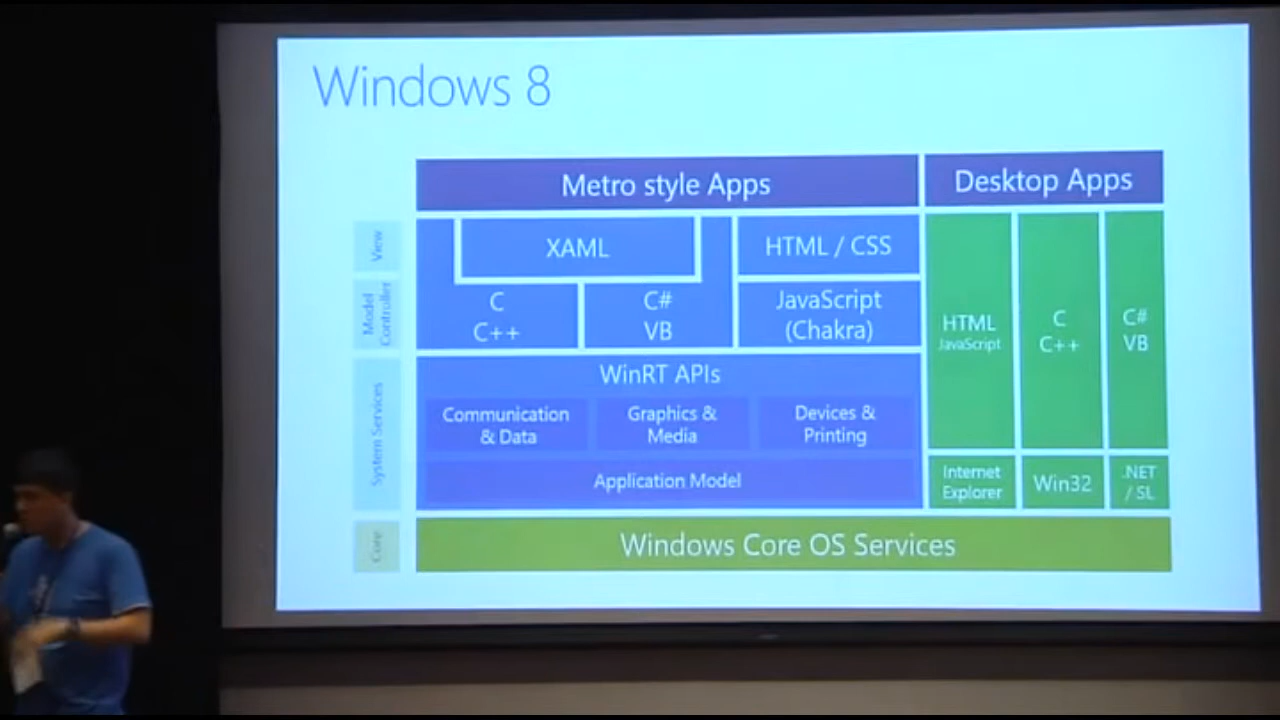 Windows 8
Metro style Apps
Desktop Apps
View
XAML
HTML / CSS
Model
Controller
C
C++
C#
VB
JavaScript
(Chakra)
HTML
JavaScript
C
C++
C#
VB
System Services
WinRT APIs
Communication
& Data
Graphics &
Media
Devices &
Printing
Application Model
Internet
Explorer
Win32
.NET
/ SL
Core
Windows Core OS Services